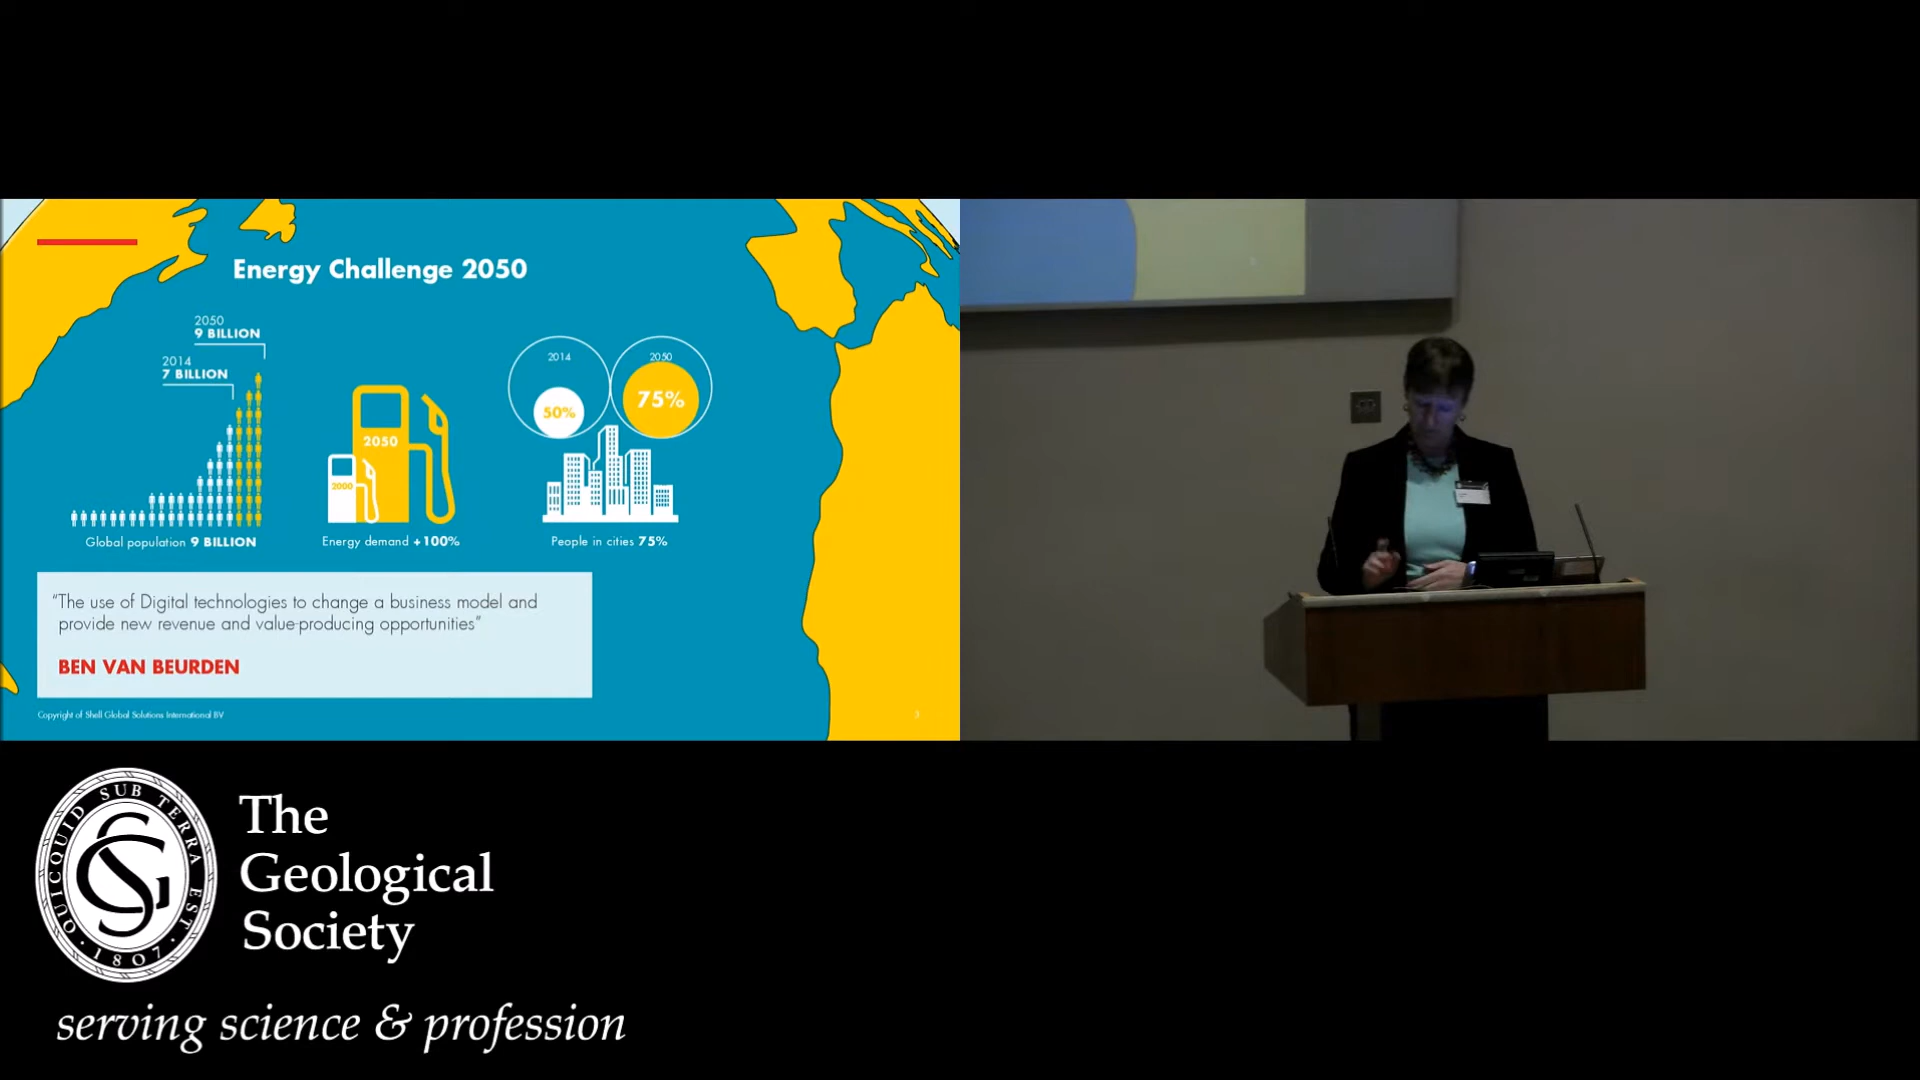 Energy Challenge 2050
2050
9 BILLION
2014
7 BILLION
Global population 9 BILLION
2050
2000
Energy demand +100%
2014
2050
50%
75%
People in cities 75%
“The use of Digital technologies to change a business model and
provide new revenue and value-producing opportunities”
BEN VAN BEURDEN
Copyright of Shell Global Solutions International BV
3
QUICQUID SUB TERRA EST
1807
The
Geological
Society
serving science & profession